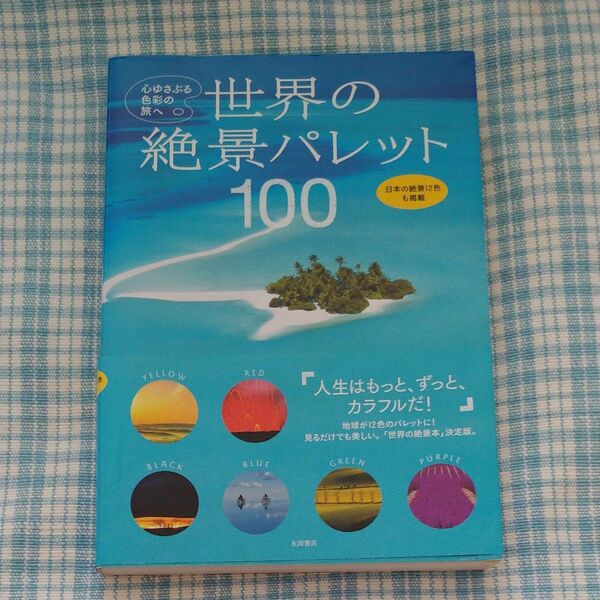 心ゆさぶる
色彩の
旅へ
世界の
絶景パレット
100
日本の絶景12色
も掲載
YELLOW
RED
「人生はもっと、ずっと、
カラフルだ!」
地球が12色のパレットに!
見るだけでも美しい。「世界の絶景本」決定版。
BLACK
BLUE
GREEN
PURPLE
永岡書店